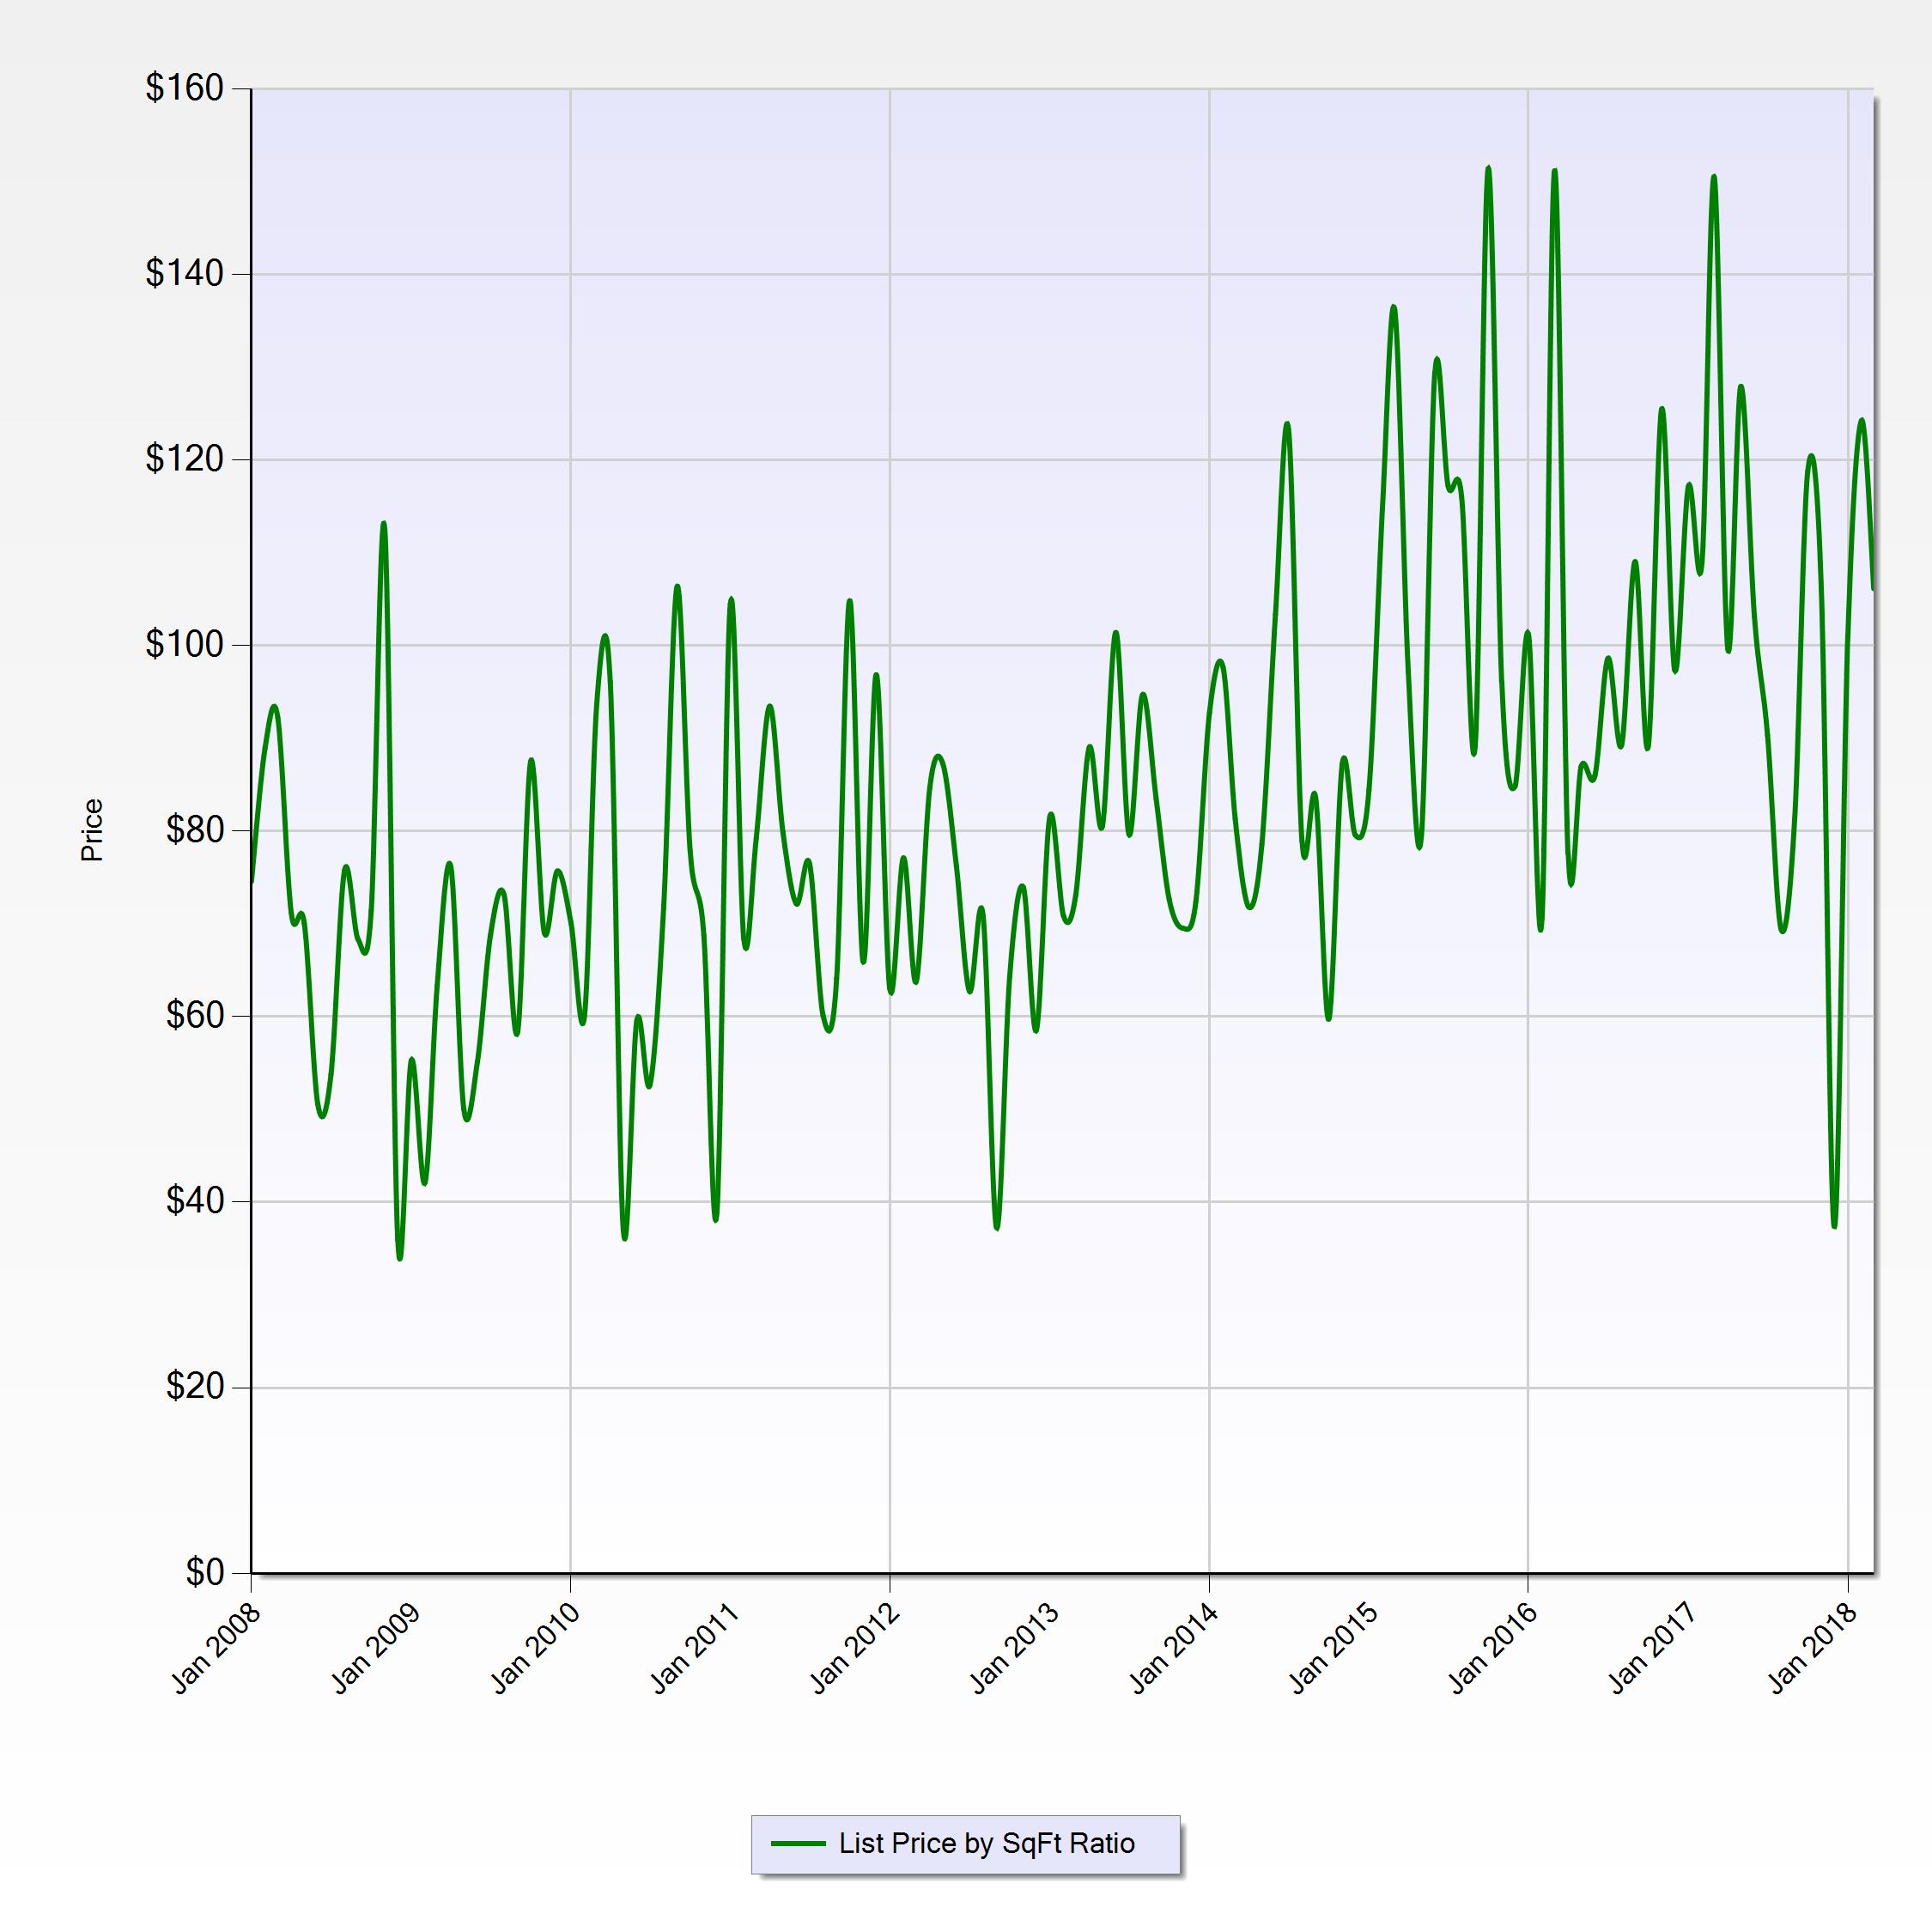 $160
$140
$120
$100
$80
$60
$40
$20
$0
Price
Jan 2008
Jan 2009
Jan 2010
Jan 2011
Jan 2012
Jan 2013
Jan 2014
Jan 2015
Jan 2016
Jan 2017
Jan 2018
List Price by SqFt Ratio